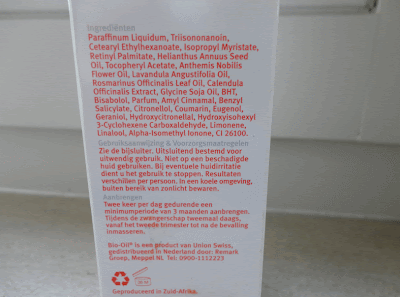 Ingrediënten
Paraffinum Liquidum, Triisononanoin,
Cetearyl Ethylhexanoate, Isopropyl Myristate,
Retinyl Palmitate, Helianthus Annuus Seed
Oil, Tocopheryl Acetate, Anthemis Nobilis
Flower Oil, Lavandula Angustifolia Oil,
Rosmarinus Officinalis Leaf Oil, Calendula
Officinalis Extract, Glycine Soja Oil, BHT,
Bisabolol, Parfum, Amyl Cinnamal, Benzyl
Salicylate, Citronellol, Coumarin, Eugenol,
Geraniol, Hydroxycitronellal, Hydroxyisohexyl
3-Cyclohexene Carboxaldehyde, Limonene,
Linalool, Alpha-Isomethyl Ionone, CI 26100.
Gebruiksaanwijzing & Voorzorgsmaatregelen
Zie de bijsluiter. Uitsluitend bestemd voor
uitwendig gebruik. Niet op een beschadigde
huid gebruiken. Bij eventuele huidirritatie
dient u het gebruik te stoppen. Resultaten
verschillen per persoon. In een koele omgeving,
buiten bereik van zonlicht bewaren.
Aanbrengen
Twee keer per dag gedurende een
minimumperiode van 3 maanden aanbrengen.
Tijdens de zwangerschap tweemaal daags,
vanaf het tweede trimester tot na de bevalling
inmasseren.
Bio-Oil® is een product van Union Swiss,
gedistribueerd in Nederland door: Remark
Groep, Meppel NL Tel: 0900-1112223
Geproduceerd in Zuid-Afrika.